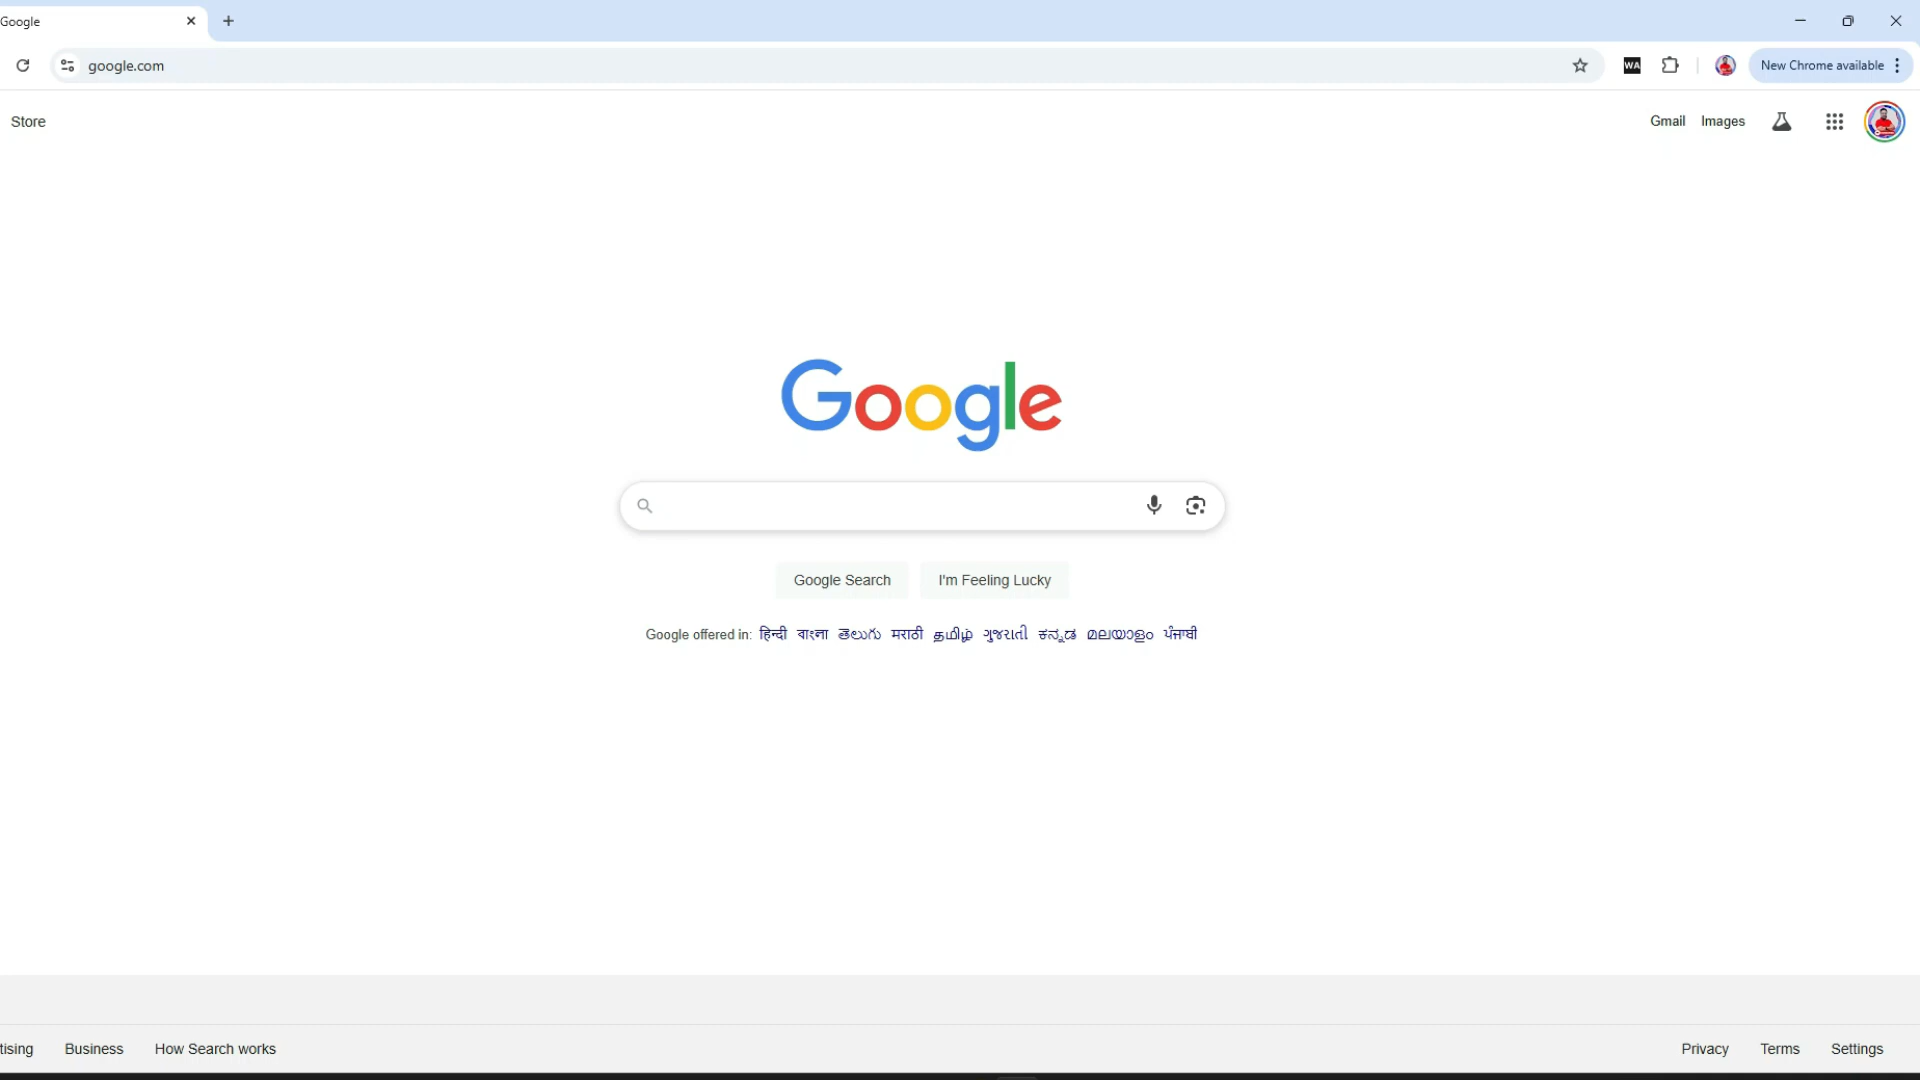 Google
google.com
WA
New Chrome available
Store
Gmail Images
Google
Google Search I'm Feeling Lucky
Google offered in: हिन्दी বাংলা తెలుగు मराठी தமிழ் ગુજરાતી ಕನ್ನಡ മലയാളം ਪੰਜਾਬੀ
tising Business How Search works
Privacy Terms Settings